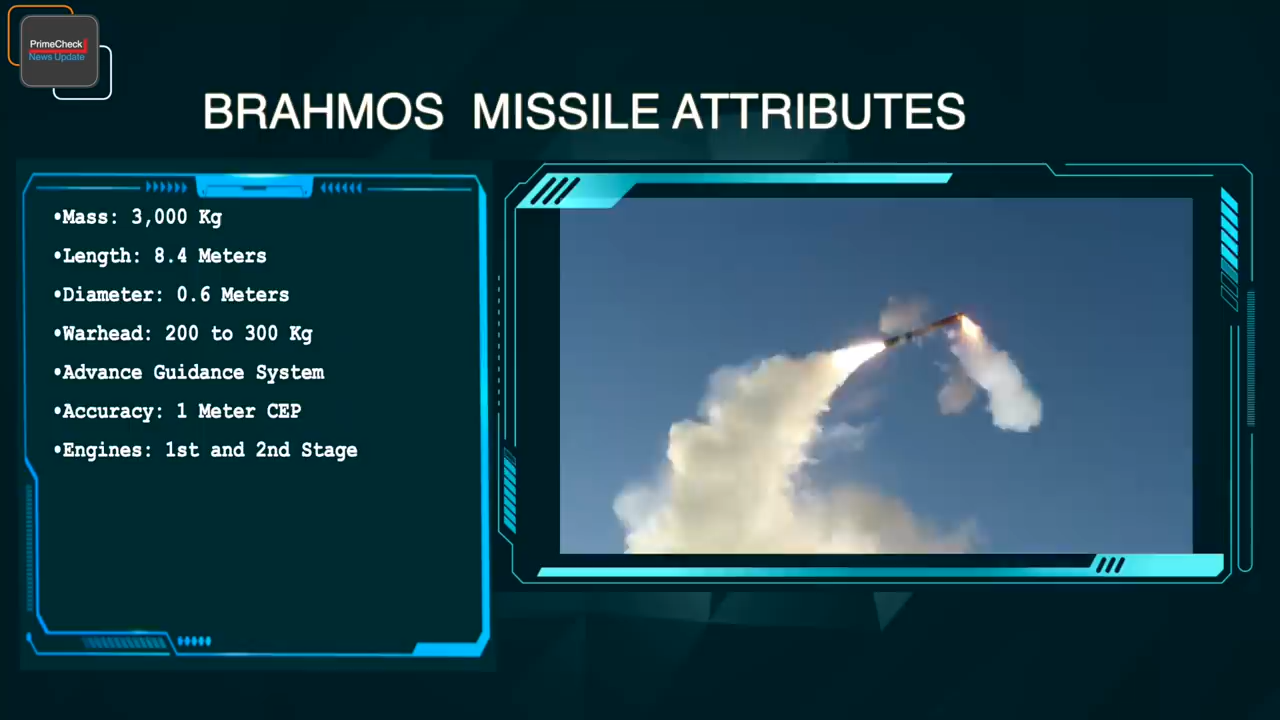 PrimeCheck
News Update
BRAHMOS MISSILE ATTRIBUTES
•Mass: 3,000 Kg
•Length: 8.4 Meters
•Diameter: 0.6 Meters
•Warhead: 200 to 300 Kg
•Advance Guidance System
•Accuracy: 1 Meter CEP
•Engines: 1st and 2nd Stage